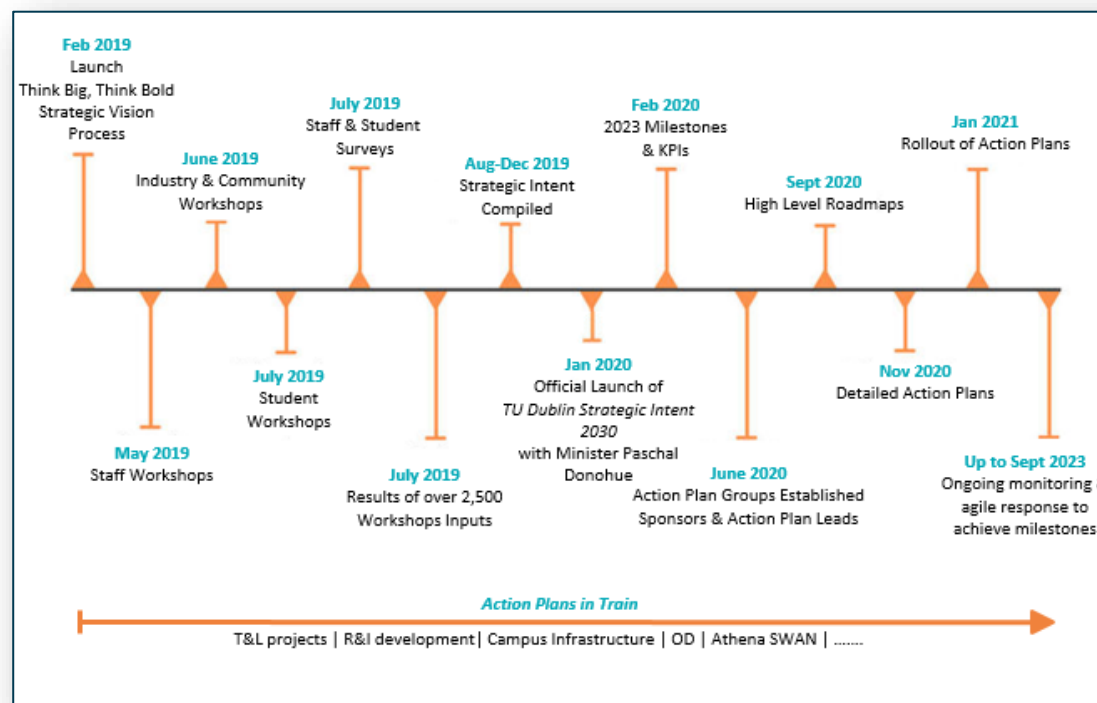 Feb 2019
Launch
Think Big, Think Bold
Strategic Vision
Process
May 2019
Staff Workshops
June 2019
Industry & Community
Workshops
July 2019
Student
Workshops
July 2019
Staff & Student
Surveys
July 2019
Results of over 2,500
Workshops Inputs
Aug-Dec 2019
Strategic Intent
Compiled
Jan 2020
Official Launch of
TU Dublin Strategic Intent
2030
with Minister Paschal
Donohue
Feb 2020
2023 Milestones
& KPIs
June 2020
Action Plan Groups Established
Sponsors & Action Plan Leads
Sept 2020
High Level Roadmaps
Nov 2020
Detailed Action Plans
Jan 2021
Rollout of Action Plans
Up to Sept 2023
Ongoing monitoring
agile response to
achieve milestones
Action Plans in Train
T&L projects | R&I development| Campus Infrastructure | OD | Athena SWAN | .......